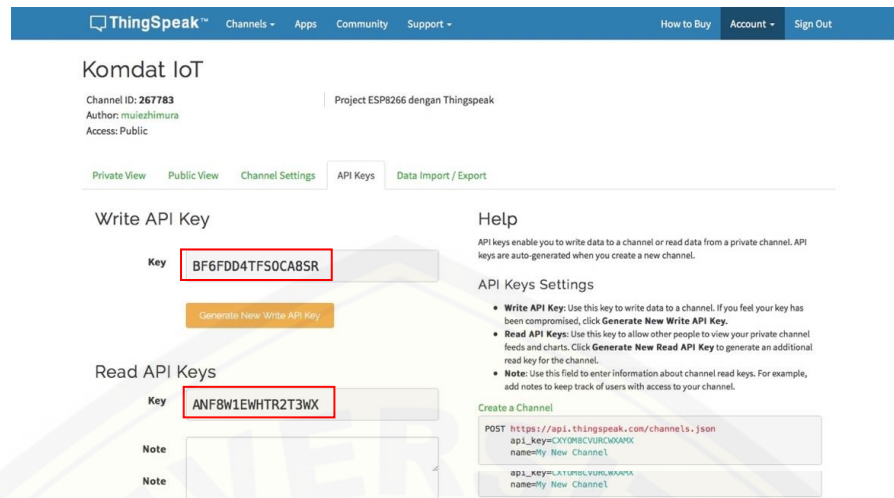 ThingSpeak™ Channels Apps Community Support How to Buy Account Sign Out
Komdat IoT
Channel ID: 267783
Author: muiezhimura
Access: Public
Project ESP8266 dengan Thingspeak
Private View Public View Channel Settings API Keys Data Import / Export
Write API Key
Key BF6FDD4TFS0CA8SR
Generate New Write API Key
Read API Keys
Key ANF8W1EWHTR2T3WX
Note
Note
Help
API keys enable you to write data to a channel or read data from a private channel. API
keys are auto-generated when you create a new channel.
API Keys Settings
• Write API Key: Use this key to write data to a channel. If you feel your key has
been compromised, click Generate New Write API Key.
• Read API Keys: Use this key to allow other people to view your private channel
feeds and charts. Click Generate New Read API Key to generate an additional
read key for the channel.
• Note: Use this field to enter information about channel read keys. For example,
add notes to keep track of users with access to your channel.
Create a Channel
POST https://api.thingspeak.com/channels.json
api_key=CXYOM8CVURCWXAMX
name=My New Channel
api_key=CXYOM8CVURCWXAMX
name=My New Channel